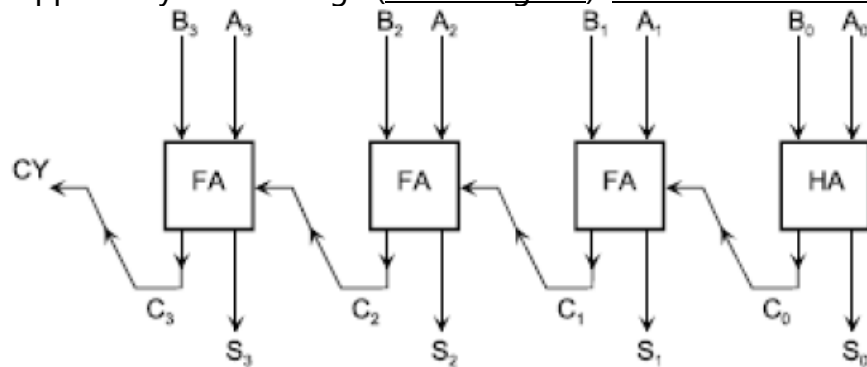 B₃ A₃ B₂ A₂ B₁ A₁ B₀ A₀
CY FA FA FA HA
C₃ C₂ C₁ C₀
S₃ S₂ S₁ S₀